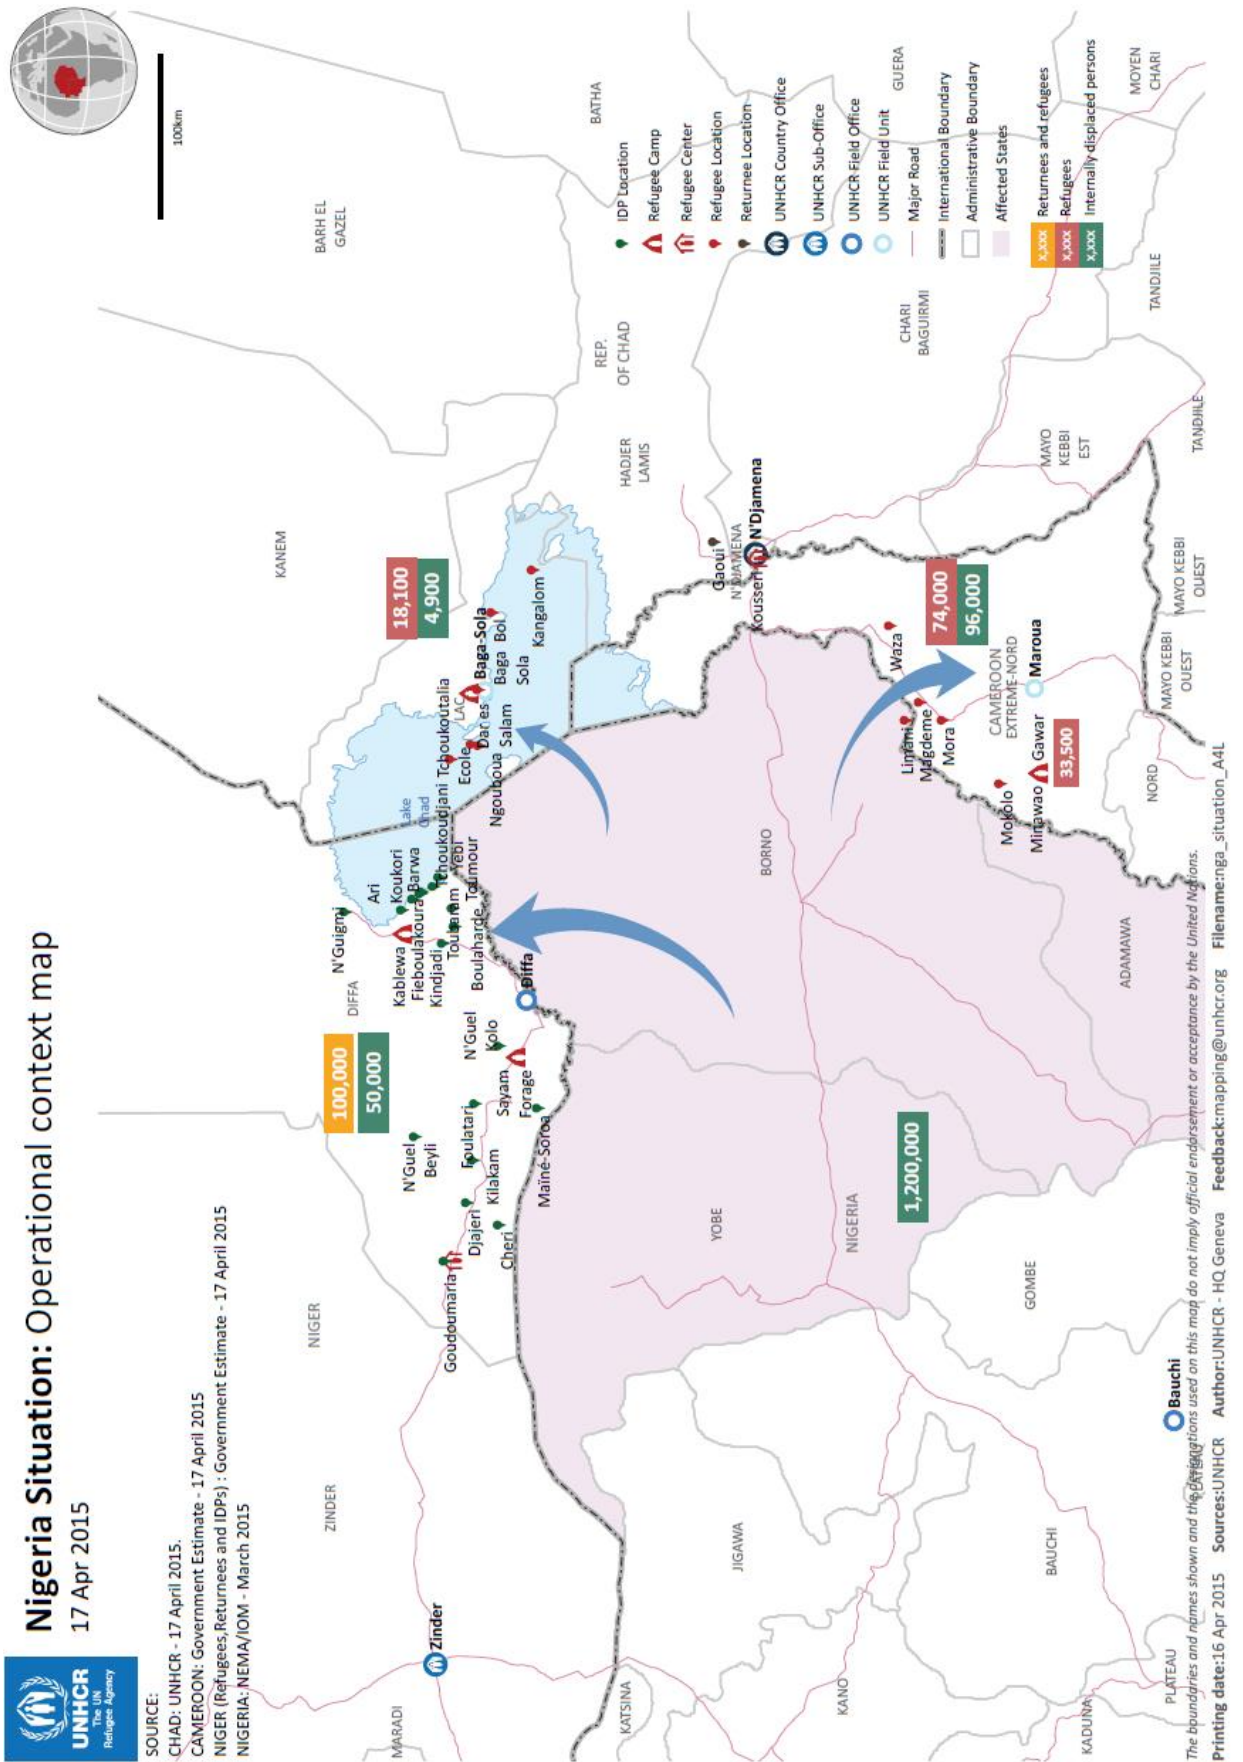 UNHCR
The UN
Refugee Agency
Nigeria Situation: Operational context map
17 Apr 2015
SOURCE:
CHAD: UNHCR - 17 April 2015.
CAMEROON: Government Estimate - 17 April 2015
NIGER (Refugees,Returnees and IDPs) : Government Estimate - 17 April 2015
NIGERIA: NEMA/IOM - March 2015
100km
BARH EL
GAZEL
KANEM
BATHA
REP.
OF CHAD
HADJER
LAMIS
NIGER
ZINDER
MARADI
DIFFA
100,000
50,000
18,100
4,900
N'Guigmi
Ari
Koukori
Barwa
Kablewa
Fieboulakoura
Kindjadi
Toubaram
Boulaharde
Toumour
Yebi
Tchoukoudjani
Tchoukoutalia
Lake
Chad
LAC
Ecole
Dar es
Salam
Ngouboua
Baga-Sola
Baga
Sola
Bol
Kangalom
N'Guel
Beyli
N'Guel
Kolo
Diffa
Sayam
Forage
Foulatari
Kilakam
Maïné-Soroa
Djajeri
Cheri
Goudoumaria
Zinder
Gaoui
N'DJAMENA
N'Djamena
Kousseri
Waza
74,000
96,000
CAMEROON
EXTREME-NORD
Maroua
Limani
Magdeme
Mora
Mokolo
Minawao
Gawar
33,500
BORNO
YOBE
NIGERIA
1,200,000
ADAMAWA
GOMBE
JIGAWA
BAUCHI
Bauchi
KATSINA
KANO
KADUNA
PLATEAU
PLATEAU
NORD
MAYO KEBBI
OUEST
MAYO KEBBI
OUEST
MAYO
KEBBI
EST
TANDJILE
TANDJILE
CHARI
BAGUIRMI
GUERA
MOYEN
CHARI
IDP Location
Refugee Camp
Refugee Center
Refugee Location
Returnee Location
UNHCR Country Office
UNHCR Sub-Office
UNHCR Field Office
UNHCR Field Unit
Major Road
International Boundary
Administrative Boundary
Affected States
x,xxx Returnees and refugees
x,xxx Refugees
x,xxx Internally displaced persons
The boundaries and names shown and the designations used on this map do not imply official endorsement or acceptance by the United Nations.
Printing date:16 Apr 2015 Sources:UNHCR Author:UNHCR - HQ Geneva Feedback:mapping@unhcr.org Filename:nga_situation_A4L